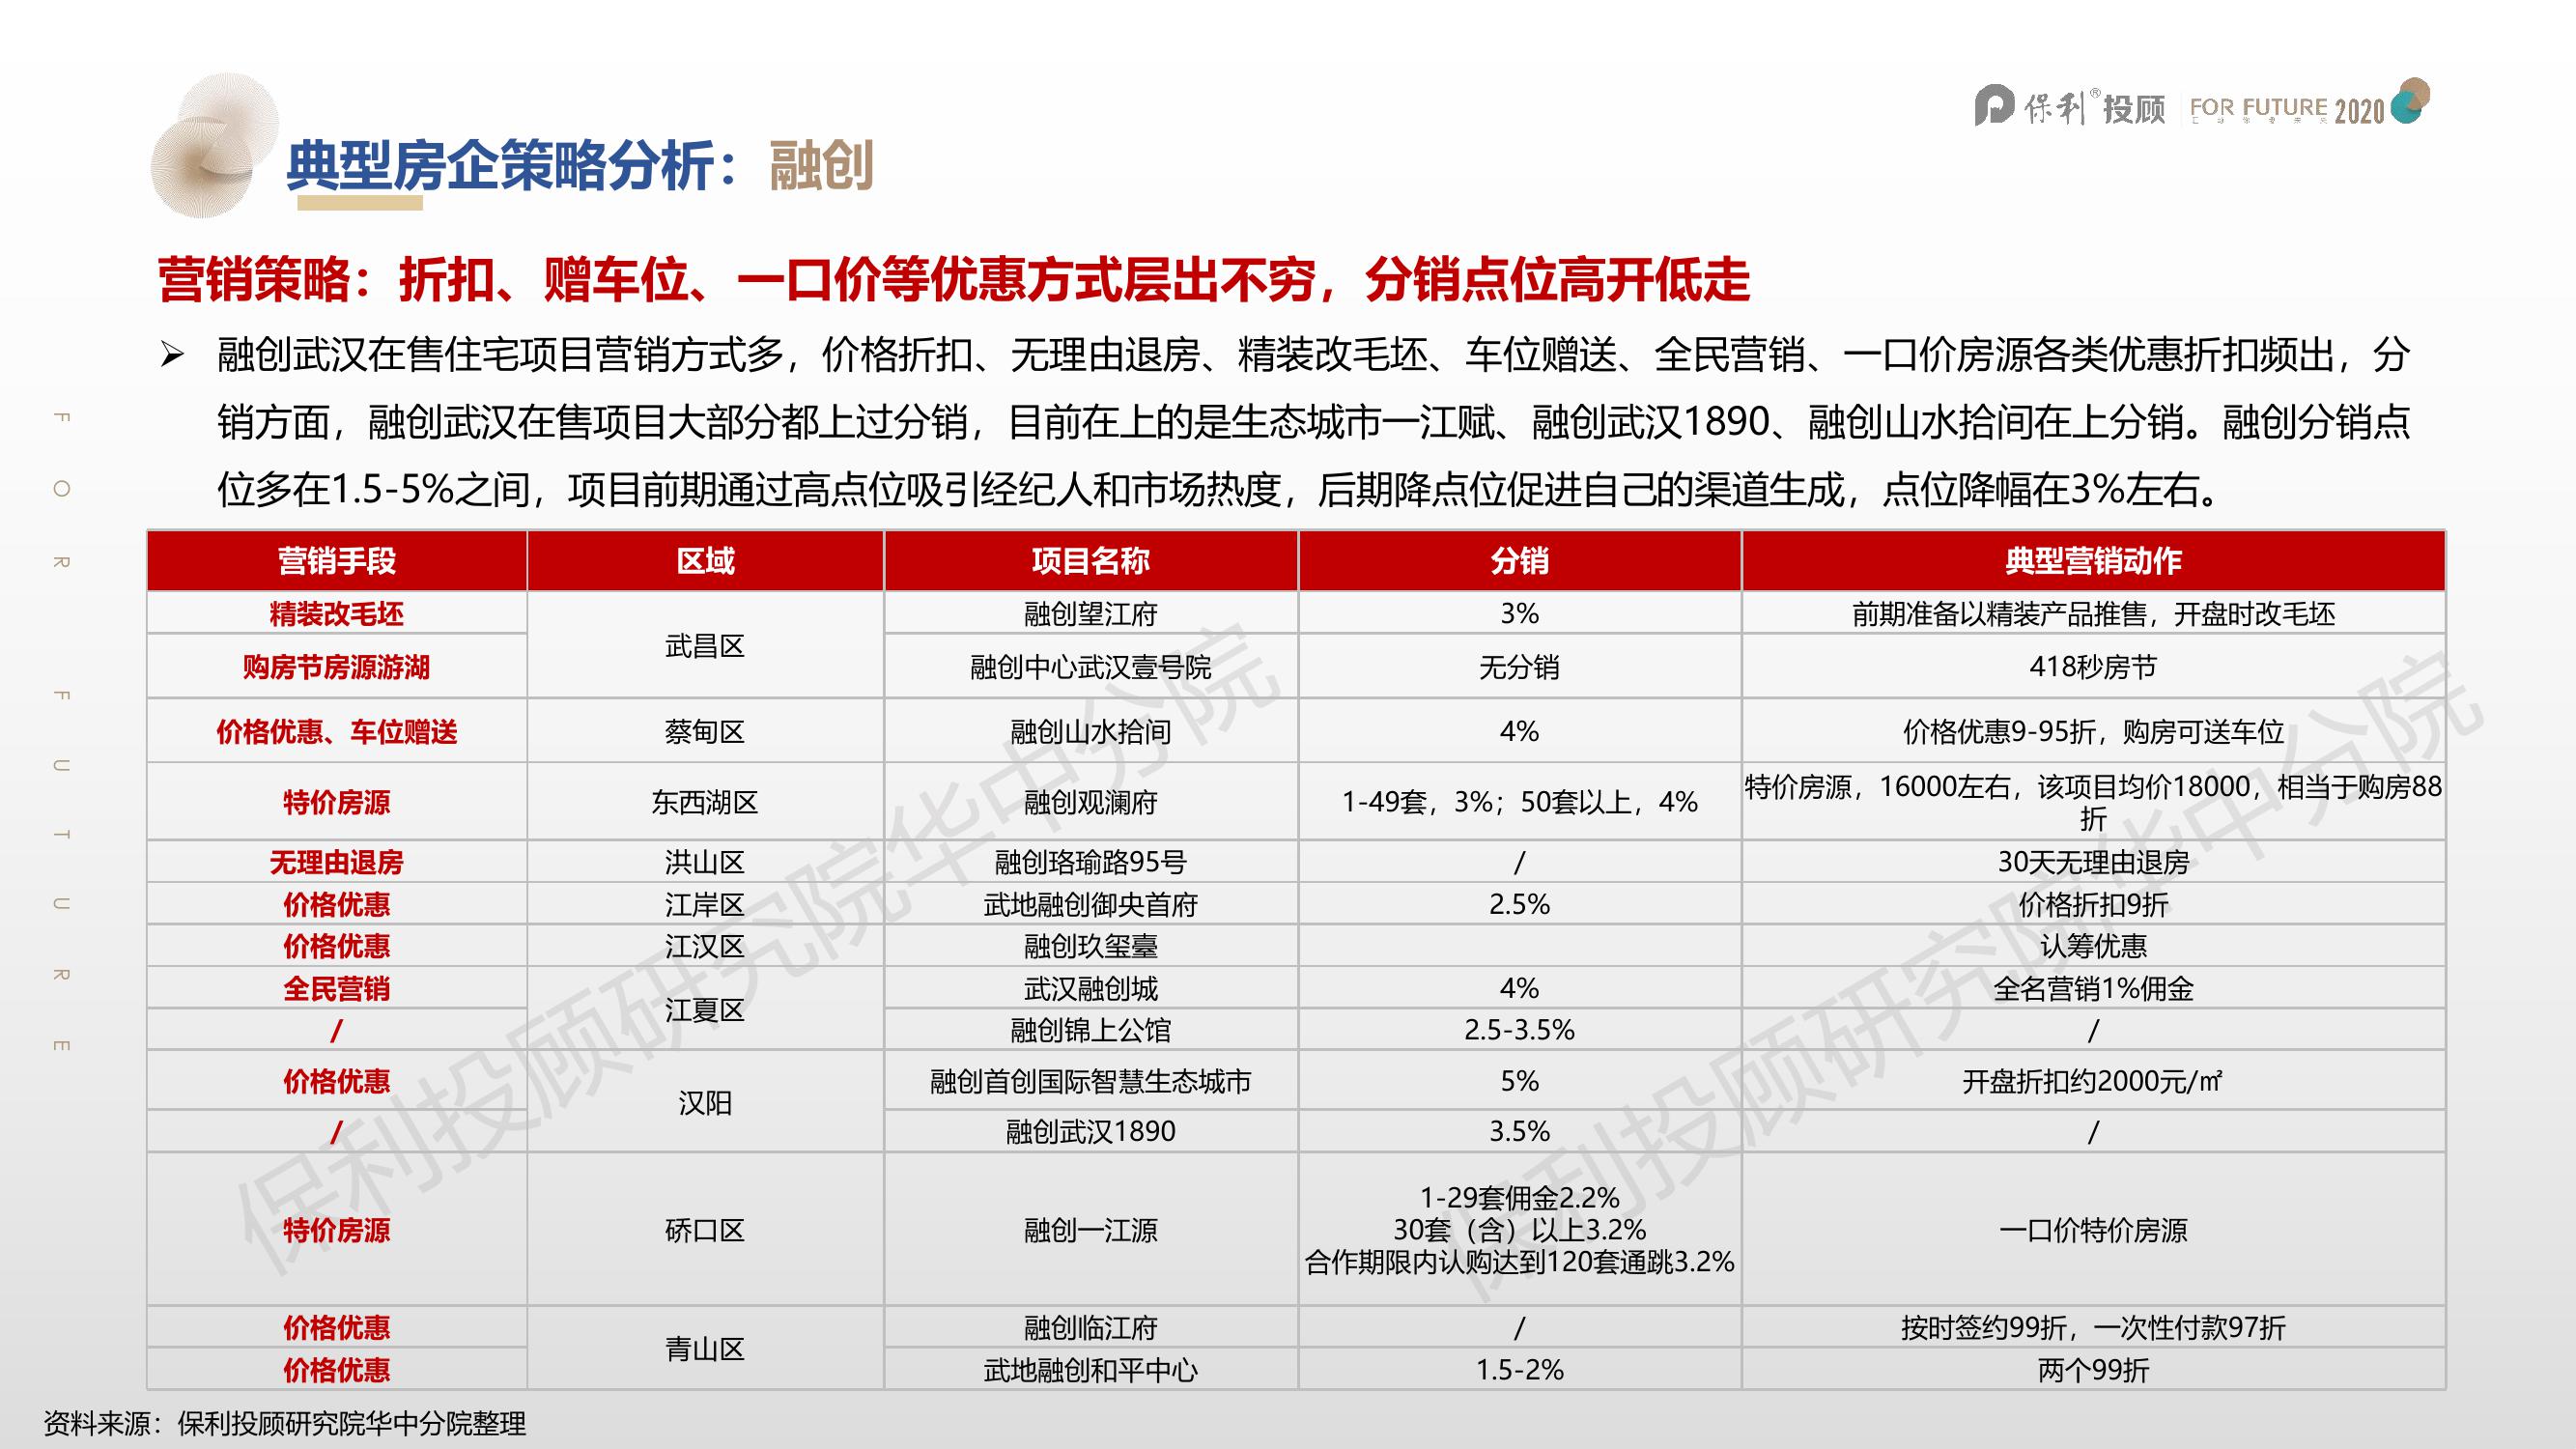 保利®投顾 FOR FUTURE 2020
典型房企策略分析：融创
营销策略：折扣、赠车位、一口价等优惠方式层出不穷，分销点位高开低走
➢ 融创武汉在售住宅项目营销方式多，价格折扣、无理由退房、精装改毛坯、车位赠送、全民营销、一口价房源各类优惠折扣频出，分
销方面，融创武汉在售项目大部分都上过分销，目前在上的是生态城市一江赋、融创武汉1890、融创山水拾间在上分销。融创分销点
位多在1.5-5%之间，项目前期通过高点位吸引经纪人和市场热度，后期降点位促进自己的渠道生成，点位降幅在3%左右。
FOR FUTURE
营销手段 区域 项目名称 分销 典型营销动作
精装改毛坯 武昌区 融创望江府 3% 前期准备以精装产品推售，开盘时改毛坯
购房节房源游湖 融创中心武汉壹号院 无分销 418秒房节
价格优惠、车位赠送 蔡甸区 融创山水拾间 4% 价格优惠9-95折，购房可送车位
特价房源 东西湖区 融创观澜府 1-49套，3%；50套以上，4% 特价房源，16000左右，该项目均价18000，相当于购房88
折
无理由退房 洪山区 融创珞瑜路95号 / 30天无理由退房
价格优惠 江岸区 武地融创御央首府 2.5% 价格折扣9折
价格优惠 江汉区 融创玖玺臺 认筹优惠
全民营销 江夏区 武汉融创城 4% 全名营销1%佣金
/ 融创锦上公馆 2.5-3.5% /
价格优惠 汉阳 融创首创国际智慧生态城市 5% 开盘折扣约2000元/㎡
/ 融创武汉1890 3.5% /
特价房源 硚口区 融创一江源 1-29套佣金2.2%
30套（含）以上3.2%
合作期限内认购达到120套通跳3.2%
一口价特价房源
价格优惠 青山区 融创临江府 / 按时签约99折，一次性付款97折
价格优惠 武地融创和平中心 1.5-2% 两个99折
资料来源：保利投顾研究院华中分院整理
保利投顾研究院华中分院
保利投顾研究院华中分院